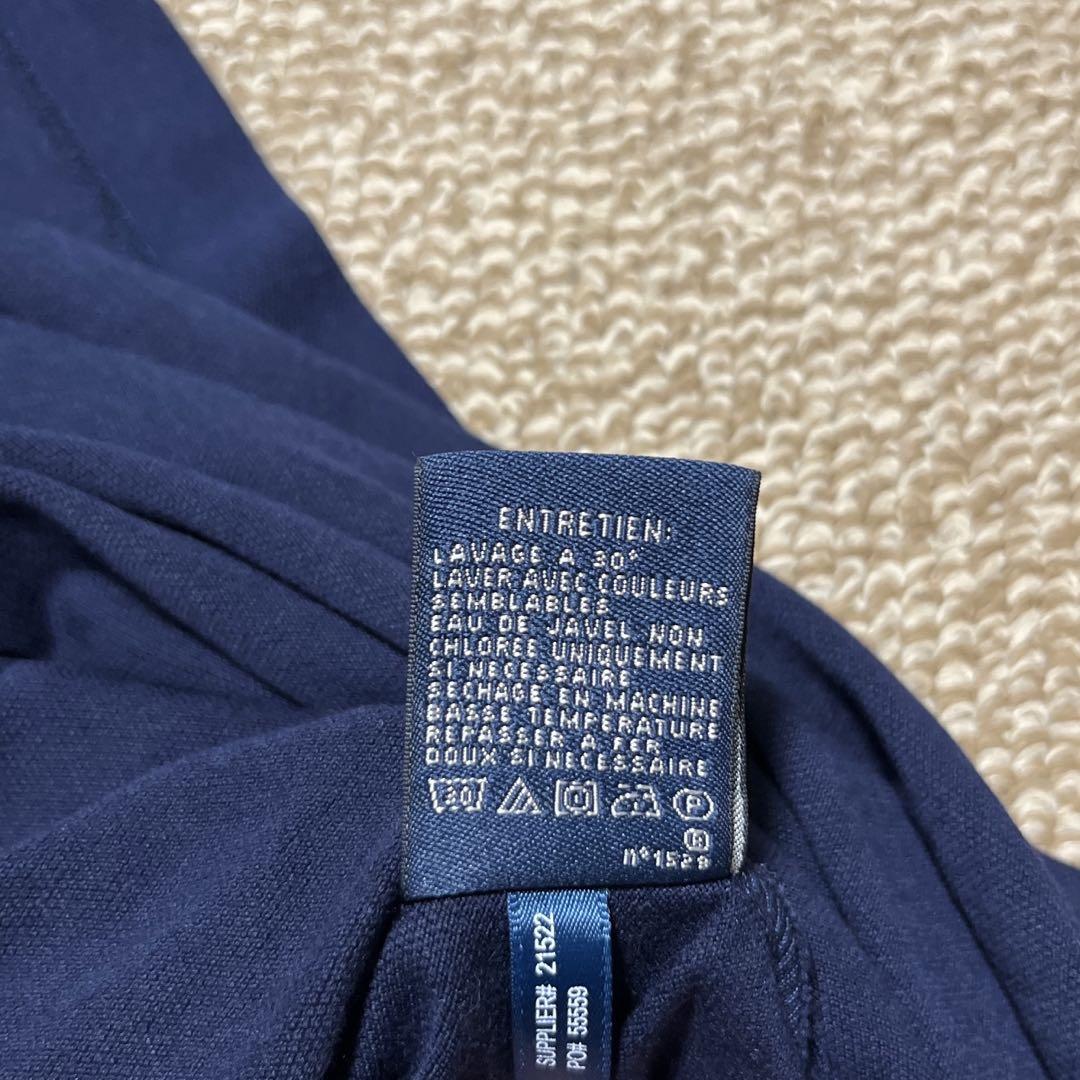 ENTRETIEN:
LAVAGE A 30°
LAVER AVEC COULEURS
SEMBLABLES
EAU DE JAVEL NON
CHLOREE UNIQUEMENT
SI NECESSAIRE
SECHAGE EN MACHINE
BASSE TEMPERATURE
REPASSER A FER
DOUX SI NECESSAIRE
30 P
n°1529
SUPPLIER# 21522
PO# 55559